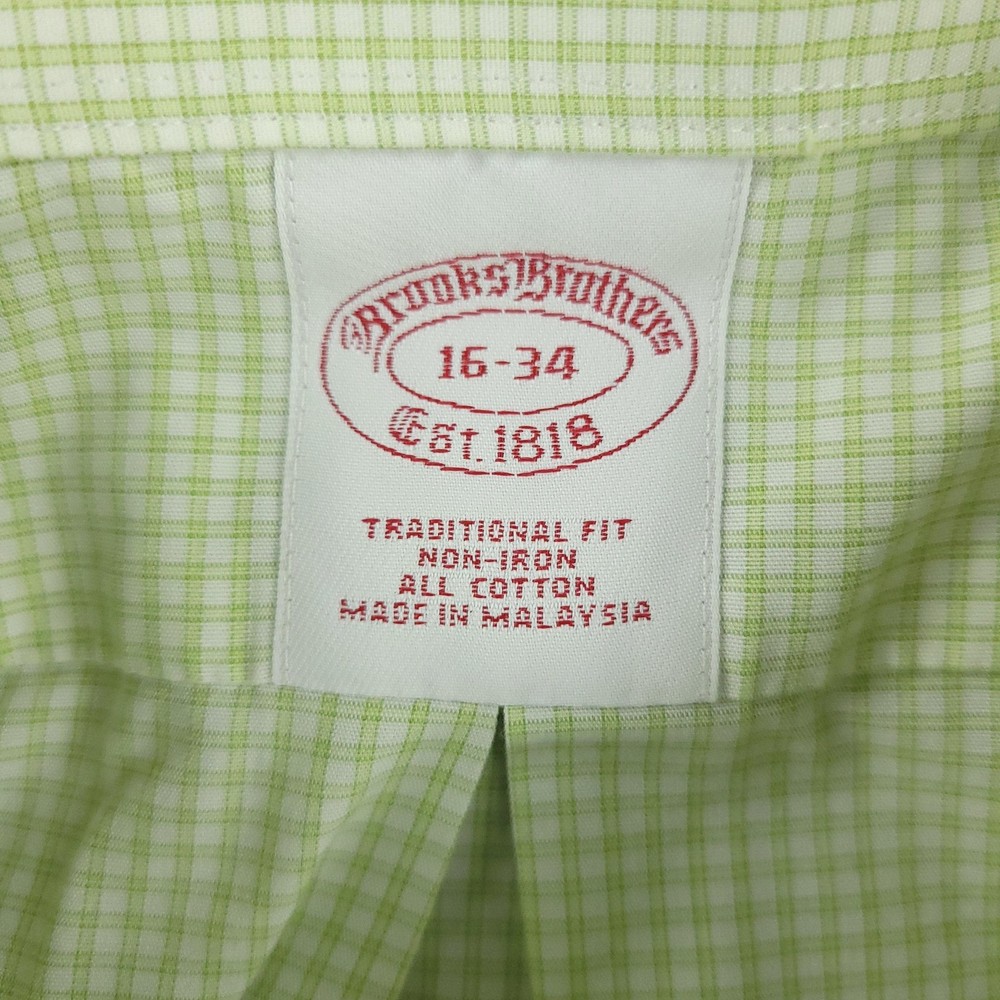 Brooks Brothers
16-34
Est. 1818
TRADITIONAL FIT
NON-IRON
ALL COTTON
MADE IN MALAYSIA